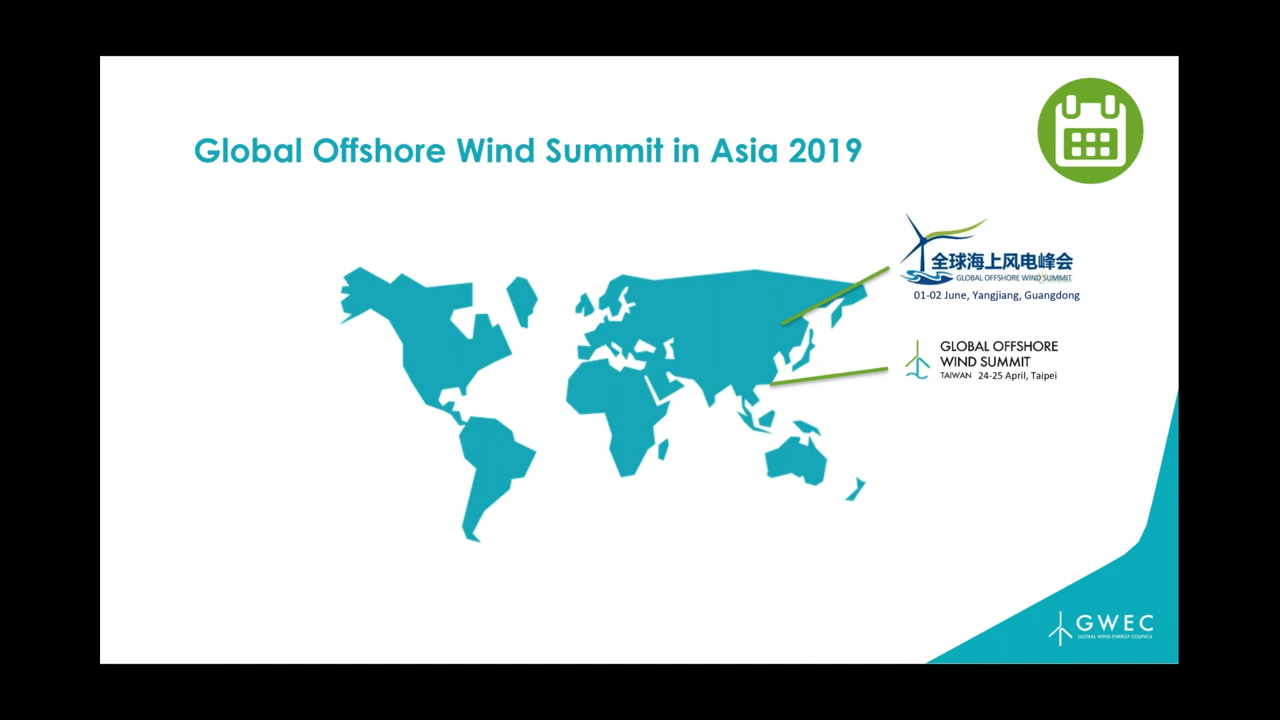 Global Offshore Wind Summit in Asia 2019
全球海上风电峰会
GLOBAL OFFSHORE WIND SUMMIT
01-02 June, Yangjiang, Guangdong
GLOBAL OFFSHORE
WIND SUMMIT
TAIWAN 24-25 April, Taipei
GWEC
GLOBAL WIND ENERGY COUNCIL